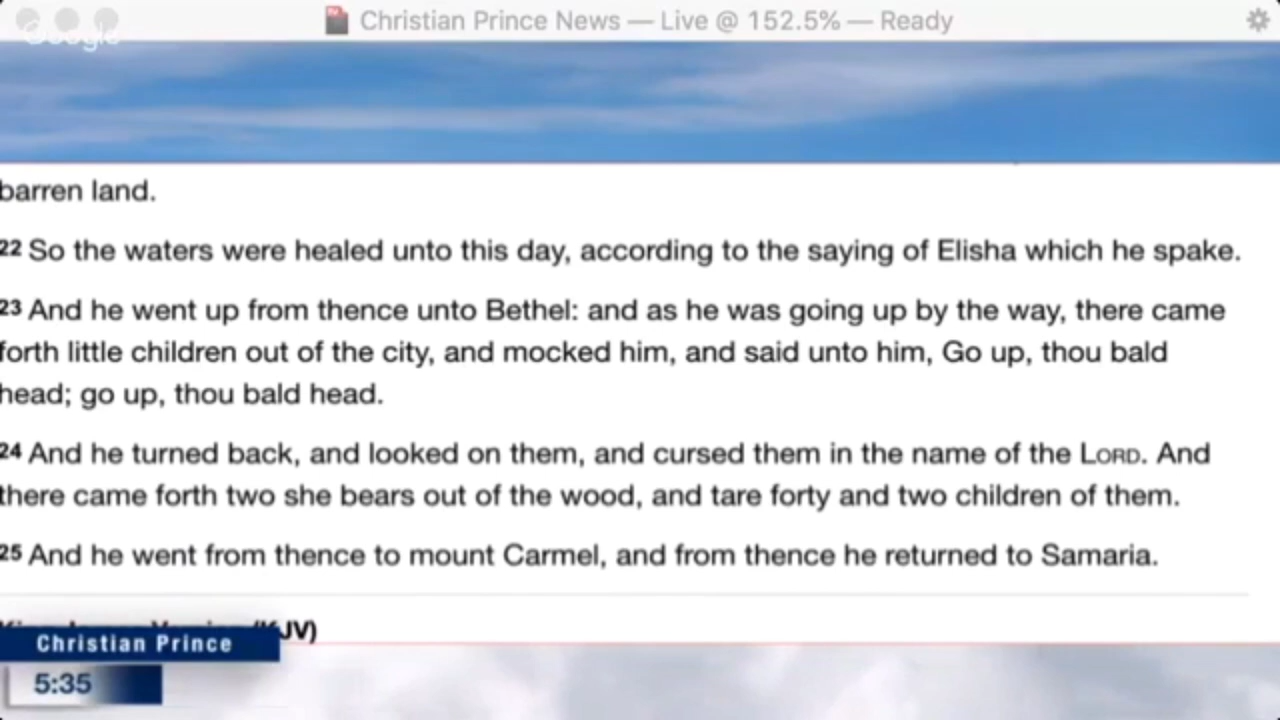 Christian Prince News — Live @ 152.5% — Ready
Google
barren land.
22 So the waters were healed unto this day, according to the saying of Elisha which he spake.
23 And he went up from thence unto Bethel: and as he was going up by the way, there came
forth little children out of the city, and mocked him, and said unto him, Go up, thou bald
head; go up, thou bald head.
24 And he turned back, and looked on them, and cursed them in the name of the LORD. And
there came forth two she bears out of the wood, and tare forty and two children of them.
25 And he went from thence to mount Carmel, and from thence he returned to Samaria.
King James Version (KJV)
Christian Prince
5:35